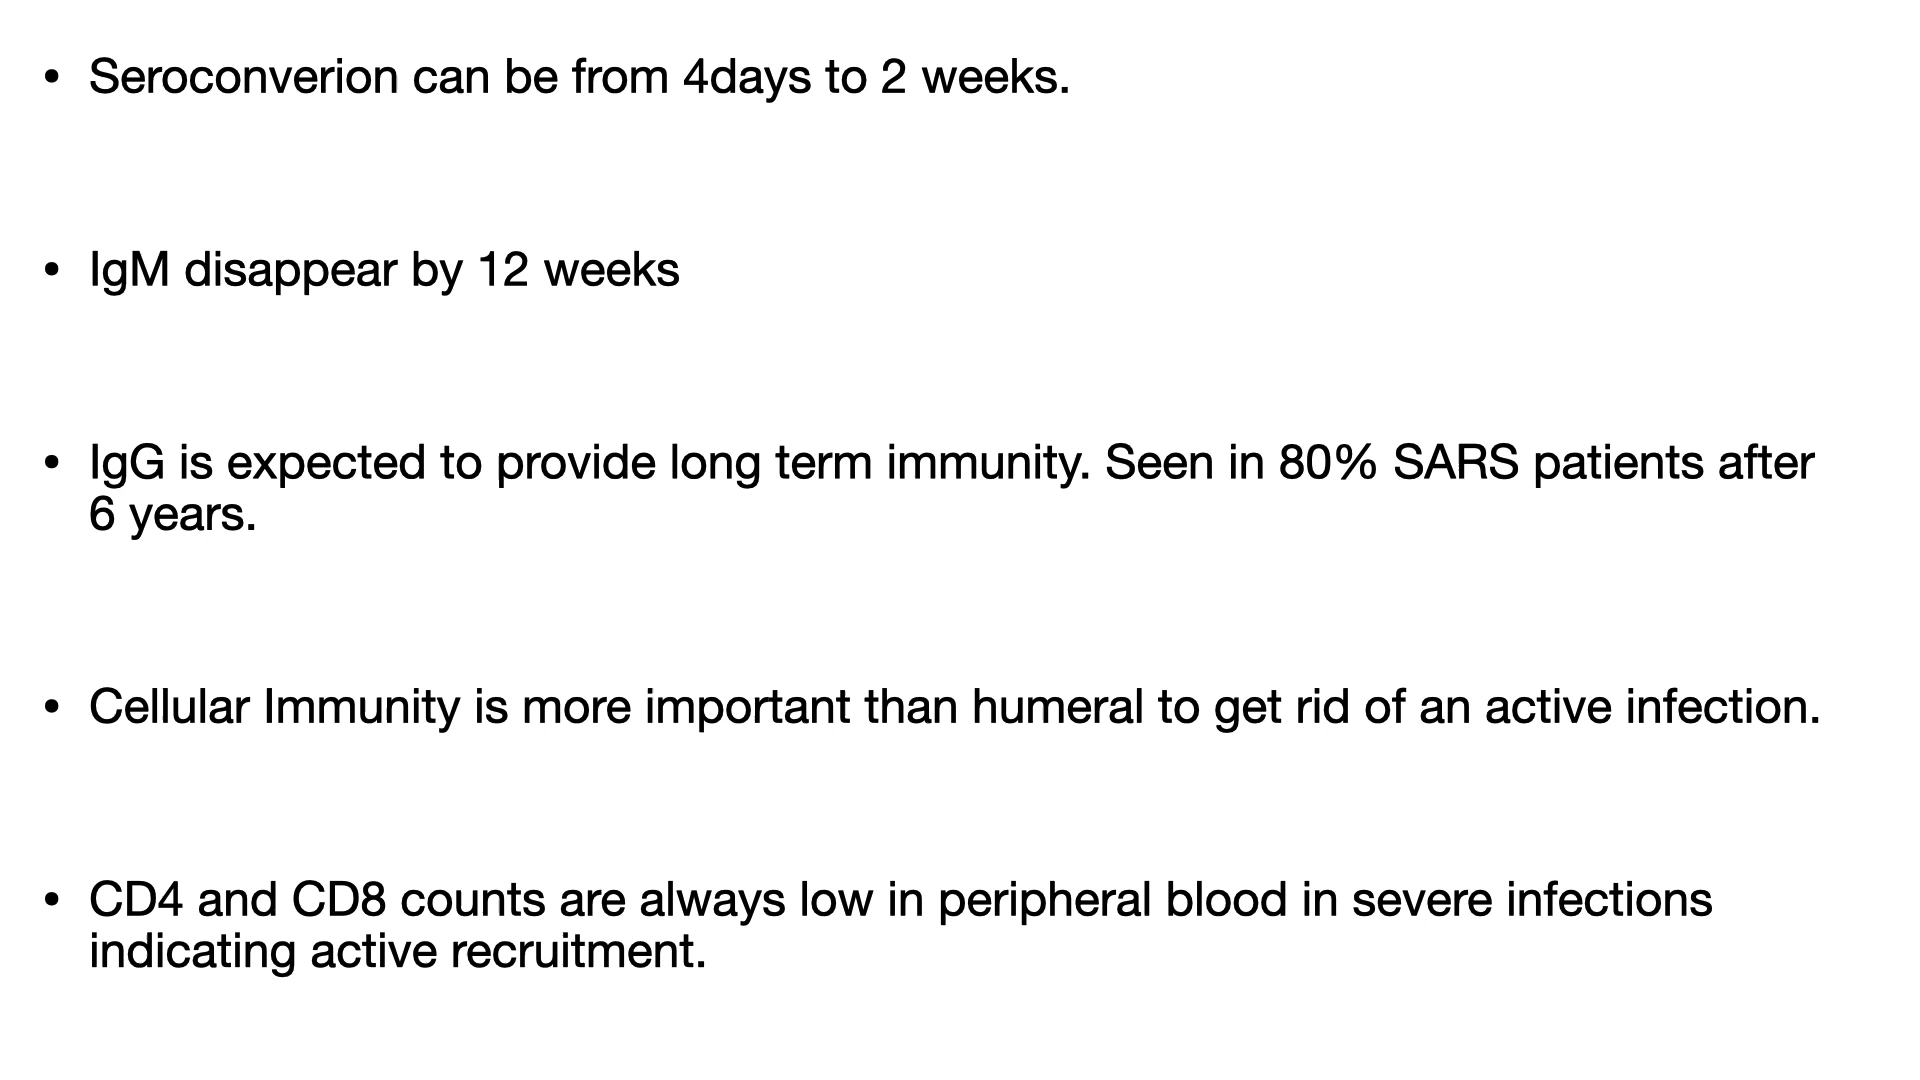 • Seroconverion can be from 4days to 2 weeks.
• IgM disappear by 12 weeks
• IgG is expected to provide long term immunity. Seen in 80% SARS patients after
6 years.
• Cellular Immunity is more important than humeral to get rid of an active infection.
• CD4 and CD8 counts are always low in peripheral blood in severe infections
indicating active recruitment.